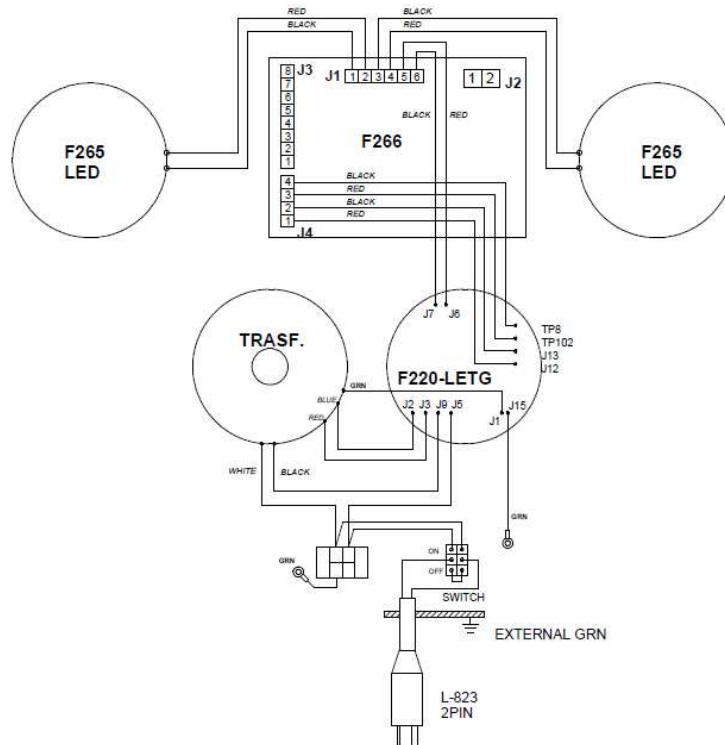 RED
BLACK
BLACK
RED
8 J3
7
6
5
4
3
2
1
J1 1 2 3 4 5 6
1 2 J2
BLACK RED
F266
F265
LED
F265
LED
4
3
2
1
J4
BLACK
RED
BLACK
RED
J7 J6
TP8
TP102
J13
J12
TRASF.
F220-LETG
GRN
BLUE
RED
J2 J3 J9 J5
J1 J15
WHITE
BLACK
GRN
GRN
ON
OFF
SWITCH
EXTERNAL GRN
L-823
2PIN